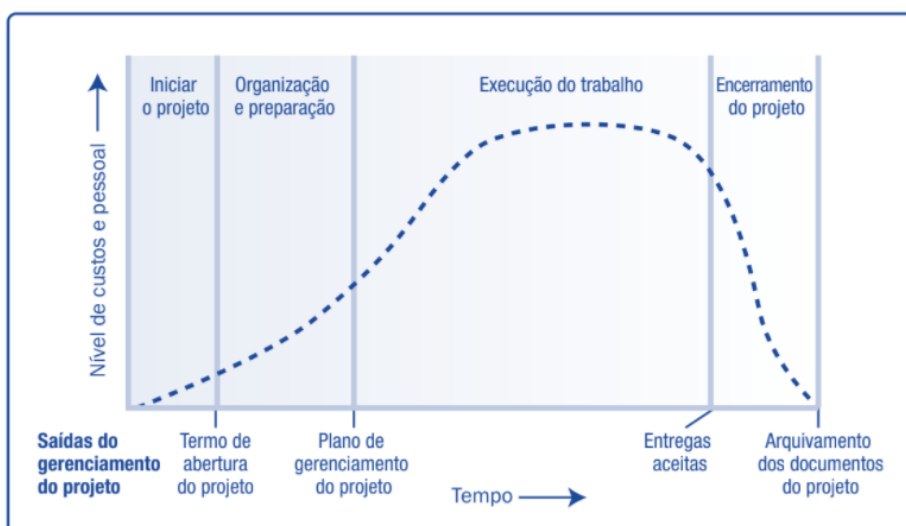 Iniciar
o projeto
Organização
e preparação
Execução do trabalho
Encerramento
do projeto
Nível de custos e pessoal
Saídas do
gerenciamento
do projeto
Termo de
abertura
do projeto
Plano de
gerenciamento
do projeto
Entregas
aceitas
Arquivamento
dos documentos
do projeto
Tempo